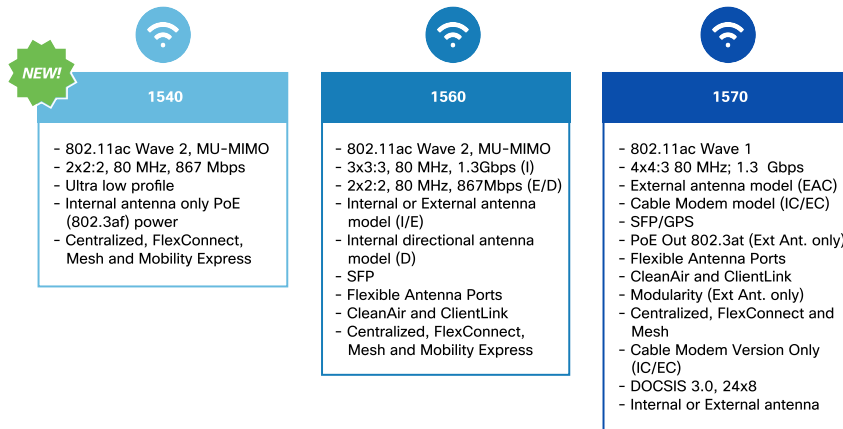 NEW!
1540
- 802.11ac Wave 2, MU-MIMO
- 2x2:2, 80 MHz, 867 Mbps
- Ultra low profile
- Internal antenna only PoE
(802.3af) power
- Centralized, FlexConnect,
Mesh and Mobility Express
1560
- 802.11ac Wave 2, MU-MIMO
- 3x3:3, 80 MHz, 1.3Gbps (I)
- 2x2:2, 80 MHz, 867Mbps (E/D)
- Internal or External antenna
model (I/E)
- Internal directional antenna
model (D)
- SFP
- Flexible Antenna Ports
- CleanAir and ClientLink
- Centralized, FlexConnect,
Mesh and Mobility Express
1570
- 802.11ac Wave 1
- 4x4:3 80 MHz; 1.3 Gbps
- External antenna model (EAC)
- Cable Modem model (IC/EC)
- SFP/GPS
- PoE Out 802.3at (Ext Ant. only)
- Flexible Antenna Ports
- CleanAir and ClientLink
- Modularity (Ext Ant. only)
- Centralized, FlexConnect and
Mesh
- Cable Modem Version Only
(IC/EC)
- DOCSIS 3.0, 24x8
- Internal or External antenna